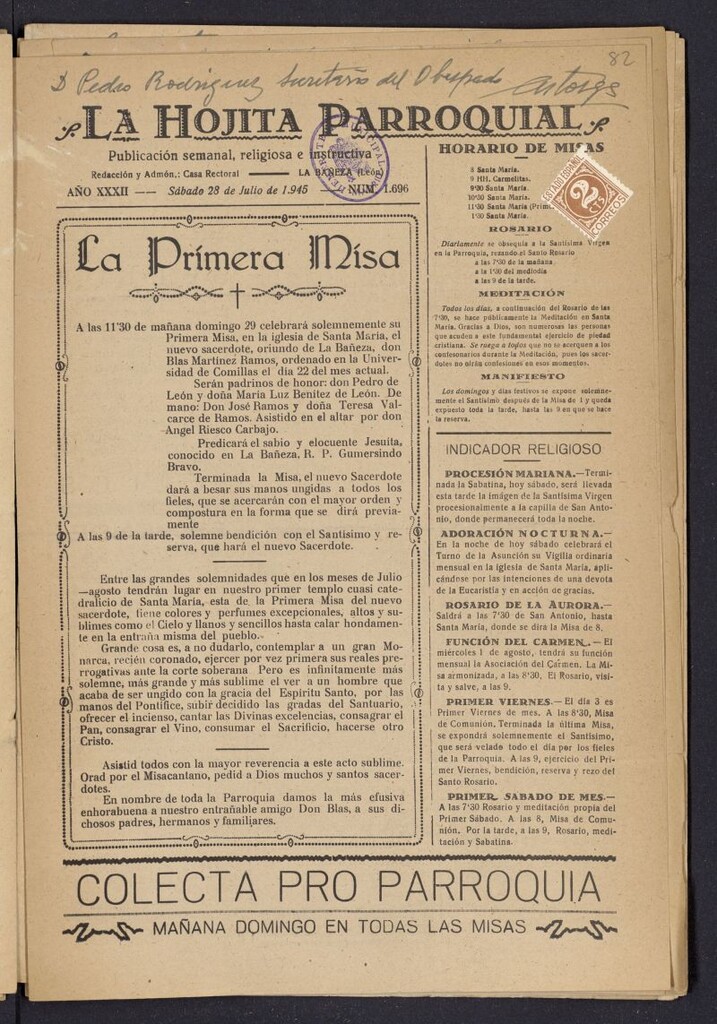 82
D Pedro Rodriguez Secretario del Obispado Astorga
LA HOJITA PARROQUIAL
Publicación semanal, religiosa e instructiva
Redacción y Admón.: Casa Rectoral —— LA BAÑEZA (León)
AÑO XXXII —— Sábado 28 de Julio de 1.945 —— NUM. 1.696
La Primera Misa
A las 11'30 de mañana domingo 29 celebrará solemnemente su
Primera Misa, en la iglesia de Santa María, el
nuevo sacerdote, oriundo de La Bañeza, don
Blas Martínez Ramos, ordenado en la Univer-
sidad de Comillas el día 22 del mes actual.
Serán padrinos de honor: don Pedro de
León y doña María Luz Benítez de León. De
mano: Don José Ramos y doña Teresa Val-
carce de Ramos. Asistido en el altar por don
Angel Riesco Carbajo.
Predicará el sabio y elocuente Jesuita,
conocido en La Bañeza, R. P. Gumersindo
Bravo.
Terminada la Misa, el nuevo Sacerdote
dará a besar sus manos ungidas a todos los
fieles, que se acercarán con el mayor orden y
compostura en la forma que se dirá previa-
mente
A las 9 de la tarde, solemne bendición con el Santísimo y re-
serva, que hará el nuevo Sacerdote.
Entre las grandes solemnidades que en los meses de Julio
—agosto tendrán lugar en nuestro primer templo cuasi cate-
dralicio de Santa María, esta de la Primera Misa del nuevo
sacerdote, tiene colores y perfumes excepcionales, altos y su-
blimes como el Cielo y llanos y sencillos hasta calar hondamen-
te en la entraña misma del pueblo.-
Grande cosa es, a no dudarlo, contemplar a un gran Mo-
narca, recién coronado, ejercer por vez primera sus reales pre-
rrogativas ante la corte soberana Pero es infinitamente más
solemne, más grande y más sublime el ver a un hombre que
acaba de ser ungido con la gracia del Espíritu Santo, por las
manos del Pontífice, subir decidido las gradas del Santuario,
ofrecer el incienso, cantar las Divinas excelencias, consagrar el
Pan, consagrar el Vino, consumar el Sacrificio, hacerse otro
Cristo.
Asistid todos con la mayor reverencia a este acto sublime.
Orad por el Misacantano, pedid a Dios muchos y santos sacer-
dotes.
En nombre de toda la Parroquia damos la más efusiva
enhorabuena a nuestro entrañable amigo Don Blas, a sus di-
chosos padres, hermanos y familiares.
HORARIO DE MISAS
8 Santa María.
9 HH. Carmelitas.
9'30 Santa María.
10'30 Santa María.
11'30 Santa María (Prim
1'30 Santa María.
ESTADO ESPAÑOL
2 CTS
CORREOS
ROSARIO
Diariamente se obsequia a la Santísima Virgen
en la Parroquia, rezando el Santo Rosario
a las 7'30 de la mañana
a la 1'30 del mediodía
a las 9 de la tarde.
MEDITACIÓN
Todos los días, a continuación del Rosario de las
7'30, se hace públicamente la Meditación en Santa
María. Gracias a Dios, son numerosas las personas
que acuden a este fundamental ejercicio de piedad
cristiana. Se ruega a todos que no se acerquen a los
confesonarios durante la Meditación, pues los sacer-
dotes no oirán confesiones en esos momentos.
MANIFIESTO
Los domingos y días festivos se expone solemne-
mente el Santísimo después de la Misa de 1 y queda
expuesto toda la tarde, hasta las 9 en que se hace
la reserva.
INDICADOR RELIGIOSO
PROCESIÓN MARIANA.—Termi-
nada la Sabatina, hoy sábado, será llevada
esta tarde la imágen de la Santísima Virgen
procesionalmente a la capilla de San Anto-
nio, donde permanecerá toda la noche.
ADORACIÓN NOCTURNA.—
En la noche de hoy sábado celebrará el
Turno de la Asunción su Vigilia ordinaria
mensual en la iglesia de Santa María, apli-
cándose por las intenciones de una devota
de la Eucaristía y en acción de gracias.
ROSARIO DE LA AURORA.—
Saldrá a las 7'30 de San Antonio, hasta
Santa María, donde se dirá la Misa de 8.
FUNCIÓN DEL CARMEN.—El
miércoles 1 de agosto, tendrá su función
mensual la Asociación del Carmen. La Mi-
sa armonizada, a las 8'30. El Rosario, visi-
ta y salve, a las 9.
PRIMER VIERNES.—El día 3 es
Primer Viernes de mes. A las 8'30, Misa
de Comunión. Terminada la última Misa,
se expondrá solemnemente el Santísimo,
que será velado todo el día por los fieles
de la Parroquia. A las 9, ejercicio del Pri-
mer Viernes, bendición, reserva y rezo del
Santo Rosario.
PRIMER SABADO DE MES—
A las 7'30 Rosario y meditación propia del
Primer Sábado. A las 8, Misa de Comu-
nión. Por la tarde, a las 9, Rosario, medi-
tación y Sabatina.
COLECTA PRO PARROQUIA
MAÑANA DOMINGO EN TODAS LAS MISAS